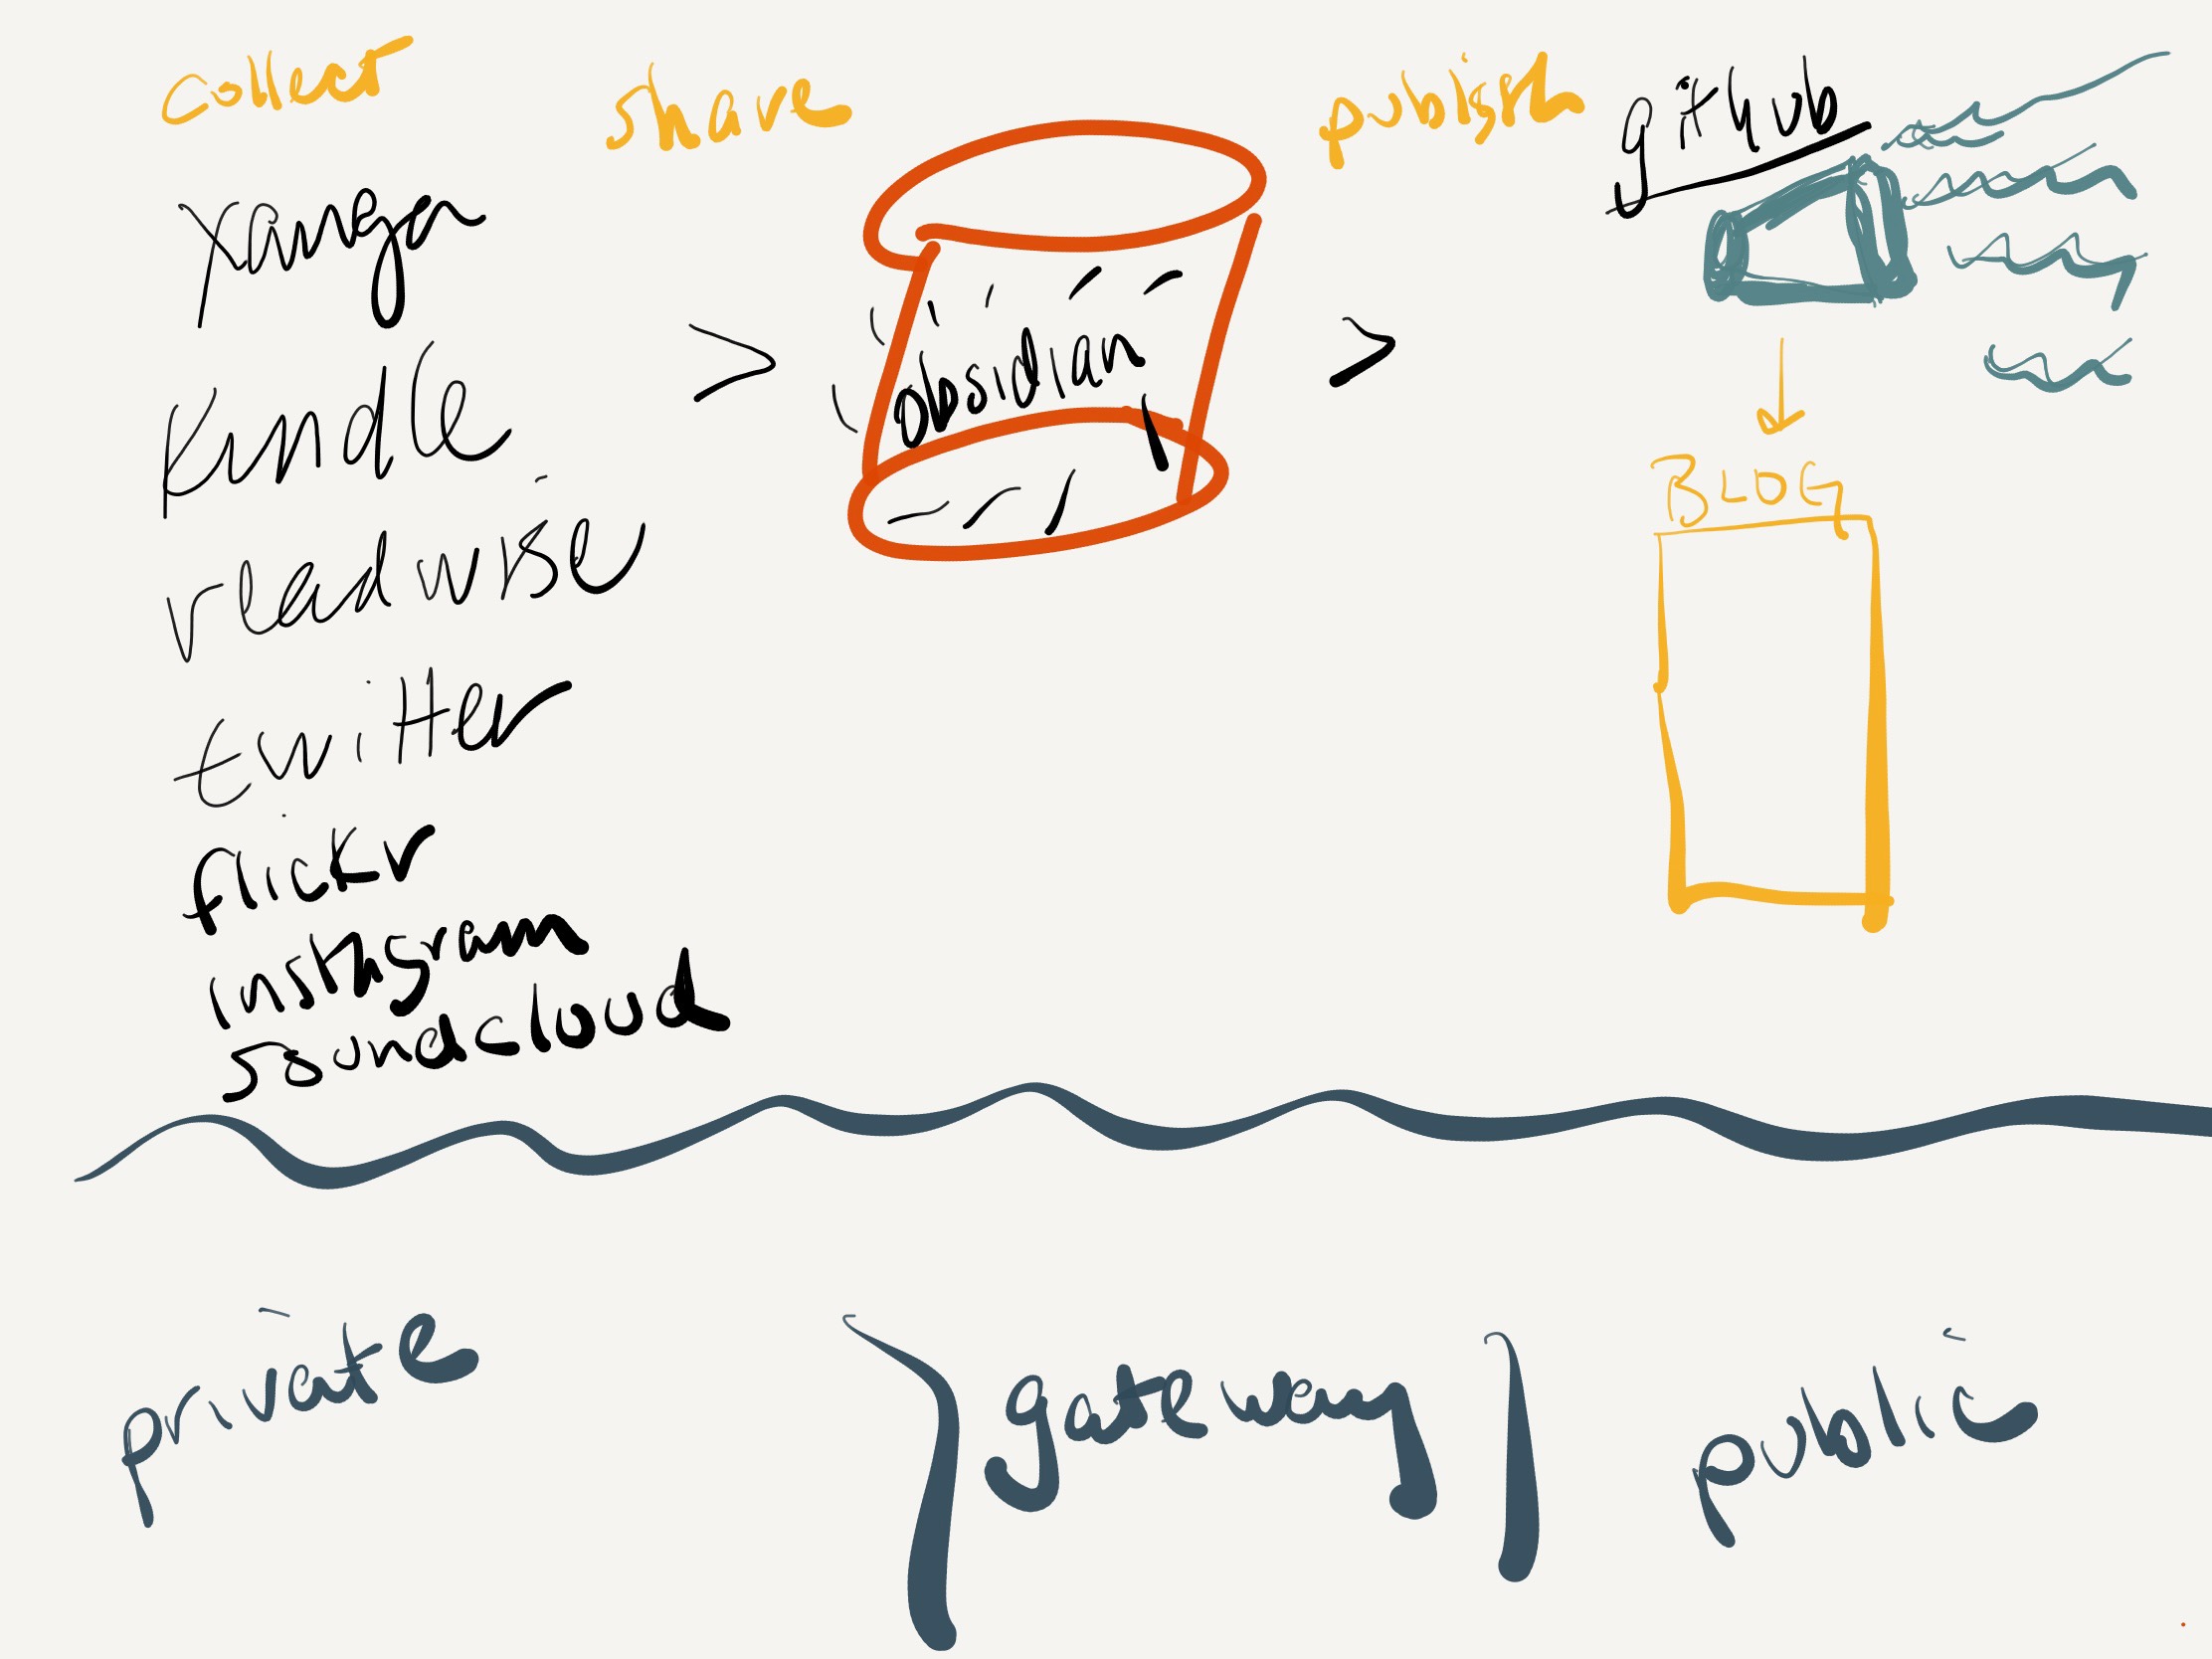 collect
share
publish
github
xanga
kindle
readwise
twitter
flickr
instagram
soundcloud
>
obsidian
>
BLOG
private
gateway
public